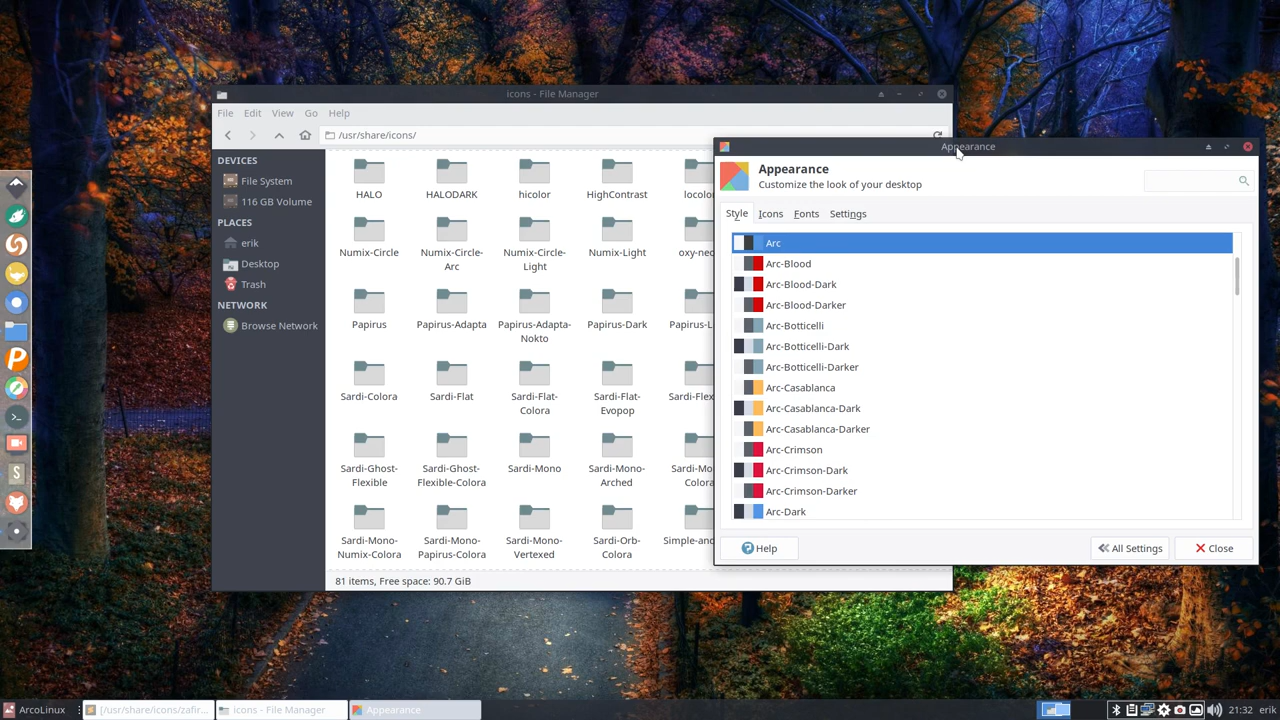 icons - File Manager
File Edit View Go Help
/usr/share/icons/
DEVICES
File System
116 GB Volume
PLACES
erik
Desktop
Trash
NETWORK
Browse Network
HALO HALODARK hicolor HighContrast
Numix-Circle Numix-Circle-Arc Numix-Circle-Light Numix-Light
Papirus Papirus-Adapta Papirus-Adapta-Nokto Papirus-Dark
Sardi-Colora Sardi-Flat Sardi-Flat-Colora Sardi-Flat-Evopop
Sardi-Ghost-Flexible Sardi-Ghost-Flexible-Colora Sardi-Mono Sardi-Mono-Arched
Sardi-Mono-Numix-Colora Sardi-Mono-Papirus-Colora Sardi-Mono-Vertexed Sardi-Orb-Colora
81 items, Free space: 90.7 GiB
Appearance
Appearance
Customize the look of your desktop
Style Icons Fonts Settings
Arc
Arc-Blood
Arc-Blood-Dark
Arc-Blood-Darker
Arc-Botticelli
Arc-Botticelli-Dark
Arc-Botticelli-Darker
Arc-Casablanca
Arc-Casablanca-Dark
Arc-Casablanca-Darker
Arc-Crimson
Arc-Crimson-Dark
Arc-Crimson-Darker
Arc-Dark
Help All Settings Close
ArcoLinux [/usr/share/icons/zafir... icons - File Manager Appearance 21:32 erik